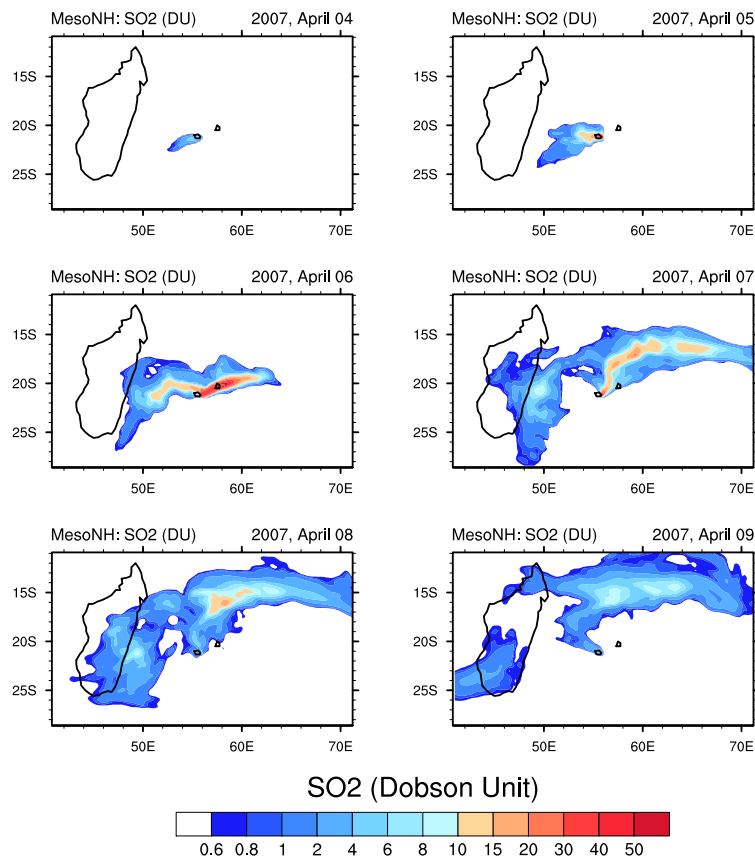 MesoNH: SO2 (DU) 2007, April 04 MesoNH: SO2 (DU) 2007, April 05
15S 15S
20S 20S
25S 25S
50E 60E 70E 50E 60E 70E
MesoNH: SO2 (DU) 2007, April 06 MesoNH: SO2 (DU) 2007, April 07
15S 15S
20S 20S
25S 25S
50E 60E 70E 50E 60E 70E
MesoNH: SO2 (DU) 2007, April 08 MesoNH: SO2 (DU) 2007, April 09
15S 15S
20S 20S
25S 25S
50E 60E 70E 50E 60E 70E
SO2 (Dobson Unit)
0.6 0.8 1 2 4 6 8 10 15 20 30 40 50